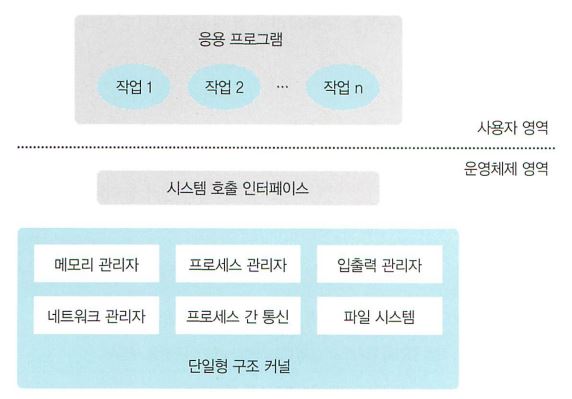 응용 프로그램
작업 1
작업 2
…
작업 n
사용자 영역
운영체제 영역
시스템 호출 인터페이스
메모리 관리자
프로세스 관리자
입출력 관리자
네트워크 관리자
프로세스 간 통신
파일 시스템
단일형 구조 커널